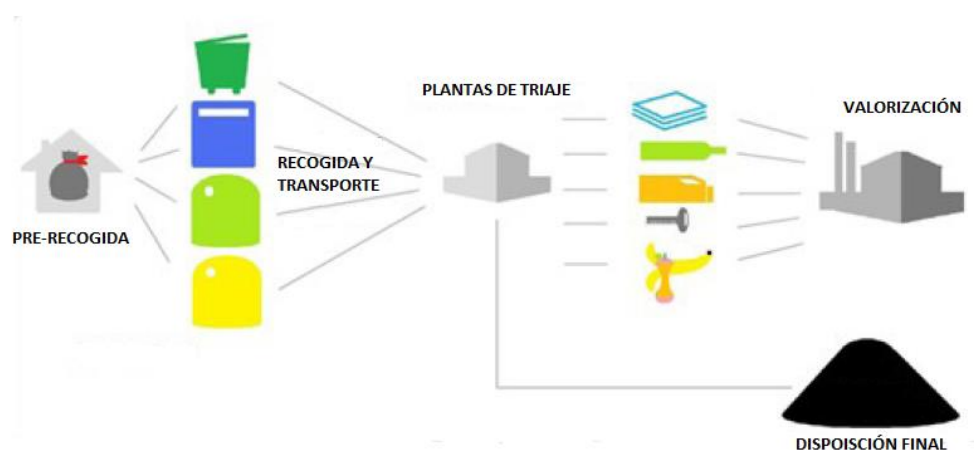 PRE-RECOGIDA
RECOGIDA Y
TRANSPORTE
PLANTAS DE TRIAJE
VALORIZACIÓN
DISPOISCIÓN FINAL